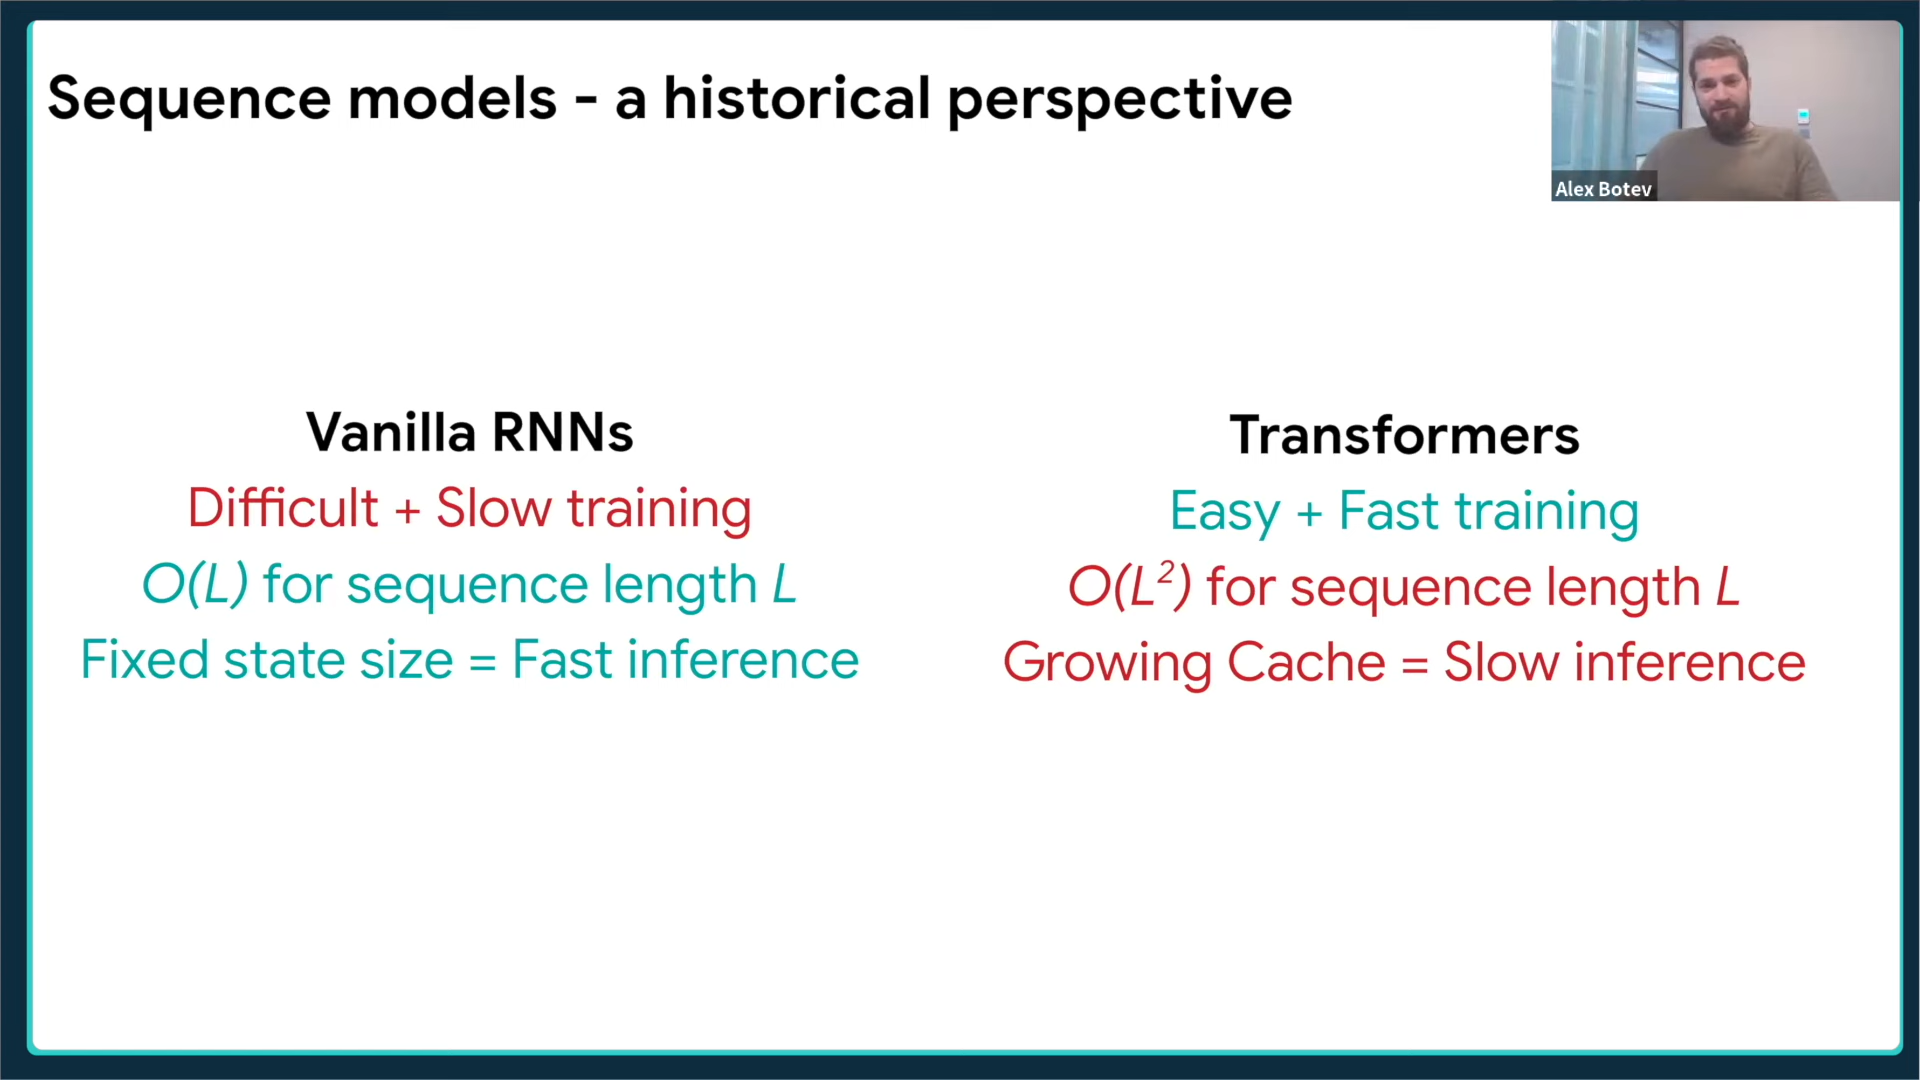 Sequence models - a historical perspective
Alex Botev
Vanilla RNNs
Difficult + Slow training
O(L) for sequence length L
Fixed state size = Fast inference
Transformers
Easy + Fast training
O(L²) for sequence length L
Growing Cache = Slow inference